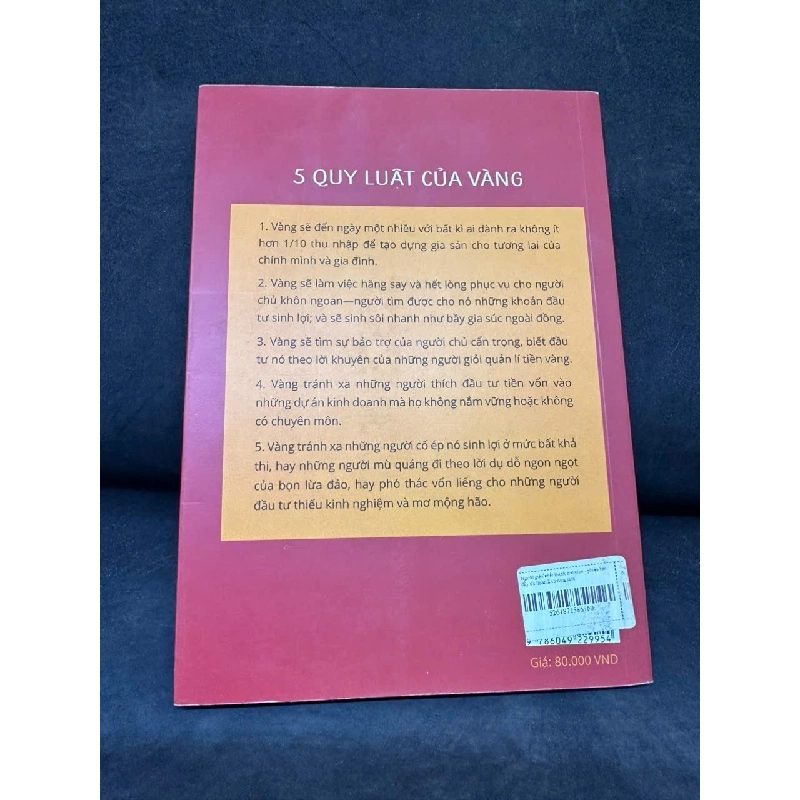 5 QUY LUẬT CỦA VÀNG
1. Vàng sẽ đến ngày một nhiều với bất kì ai dành ra không ít
hơn 1/10 thu nhập để tạo dựng gia sản cho tương lai của
chính mình và gia đình.
2. Vàng sẽ làm việc hăng say và hết lòng phục vụ cho người
chủ khôn ngoan—người tìm được cho nó những khoản đầu
tư sinh lợi; và sẽ sinh sôi nhanh như bầy gia súc ngoài đồng.
3. Vàng sẽ tìm sự bảo trợ của người chủ cẩn trọng, biết đầu
tư nó theo lời khuyên của những người giỏi quản lí tiền vàng.
4. Vàng tránh xa những người thích đầu tư tiền vốn vào
những dự án kinh doanh mà họ không nắm vững hoặc không
có chuyên môn.
5. Vàng tránh xa những người cố ép nó sinh lợi ở mức bất khả
thi, hay những người mù quáng đi theo lời dụ dỗ ngon ngọt
của bọn lừa đảo, hay phó thác vốn liếng cho những người
đầu tư thiếu kinh nghiệm và mơ mộng hão.
9 786049 229954
Giá: 80.000 VND